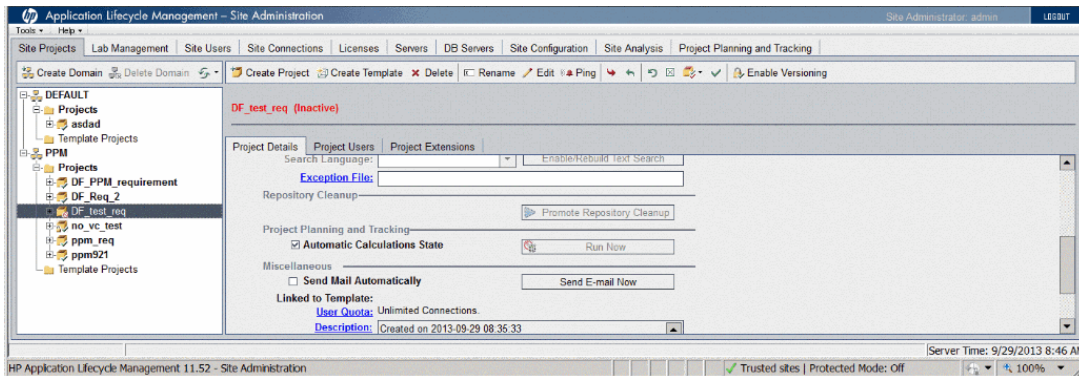 hp Application Lifecycle Management – Site Administration Site Administrator: admin LOGOUT
Tools Help
Site Projects Lab Management Site Users Site Connections Licenses Servers DB Servers Site Configuration Site Analysis Project Planning and Tracking
Create Domain Delete Domain Create Project Create Template Delete Rename Edit Ping Enable Versioning
DEFAULT
Projects
asdad
Template Projects
PPM
Projects
DF_PPM_requirement
DF_Req_2
DF_test_req
no_vc_test
ppm_req
ppm921
Template Projects
DF_test_req (Inactive)
Project Details Project Users Project Extensions
Search Language: Enable/Rebuild Text Search
Exception File:
Repository Cleanup
Promote Repository Cleanup
Project Planning and Tracking
Automatic Calculations State Run Now
Miscellaneous
Send Mail Automatically Send E-mail Now
Linked to Template:
User Quota: Unlimited Connections.
Description: Created on 2013-09-29 08:35:33
Server Time: 9/29/2013 8:46 AM
HP Application Lifecycle Management 11.52 - Site Administration Trusted sites | Protected Mode: Off 100%